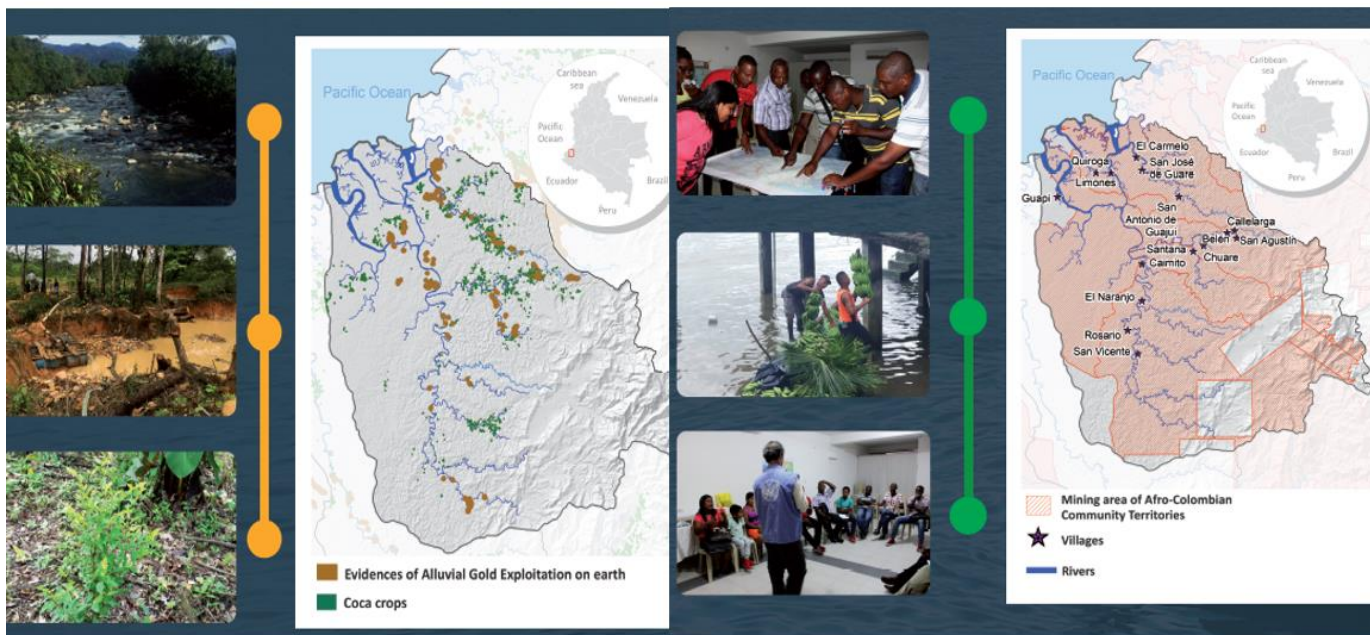 Caribbean
sea
Venezuela
Pacific Ocean
Pacific
Ocean
Ecuador
Brazil
Peru
Evidences of Alluvial Gold Exploitation on earth
Coca crops
Caribbean
sea
Venezuela
Pacific Ocean
Pacific
Ocean
Ecuador
Brazil
Peru
El Carmelo
Quiroga
San José
de Guare
Limones
Guapi
San
Antonio de
Guajuí
Callelarga
Belén
San Agustín
Santana
Chuare
Caimito
El Naranjo
Rosario
San Vicente
Mining area of Afro-Colombian
Community Territories
Villages
Rivers